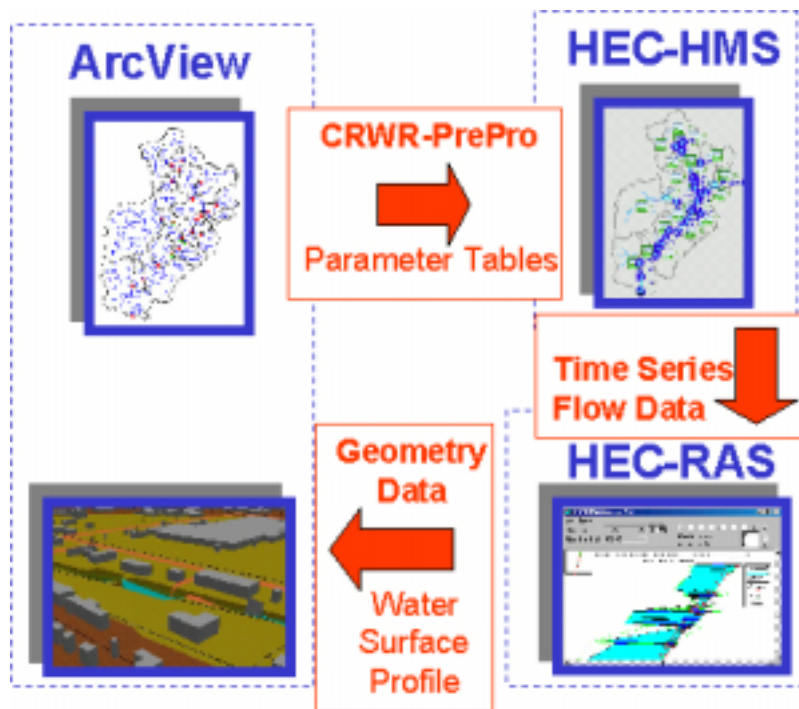 ArcView
HEC-HMS
CRWR-PrePro
Parameter Tables
Time Series
Flow Data
HEC-RAS
Geometry
Data
Water
Surface
Profile